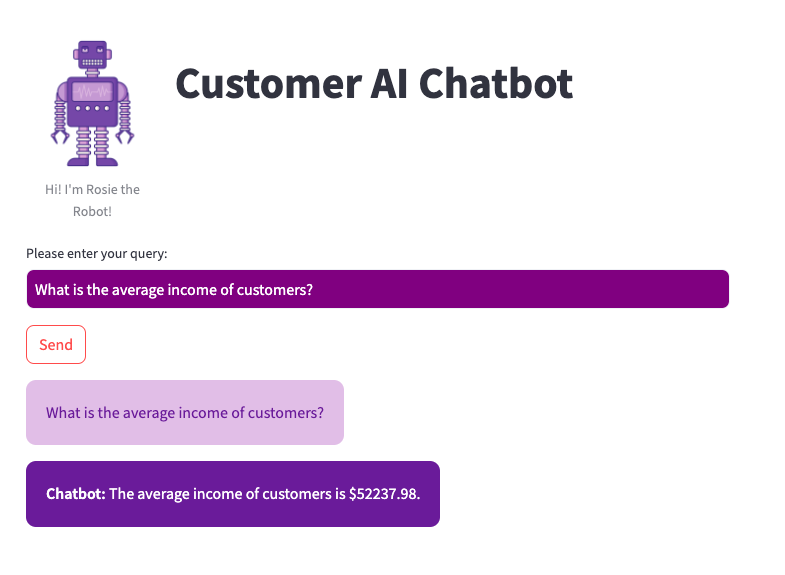 Customer AI Chatbot
Hi! I'm Rosie the
Robot!
Please enter your query:
What is the average income of customers?
Send
What is the average income of customers?
Chatbot: The average income of customers is $52237.98.